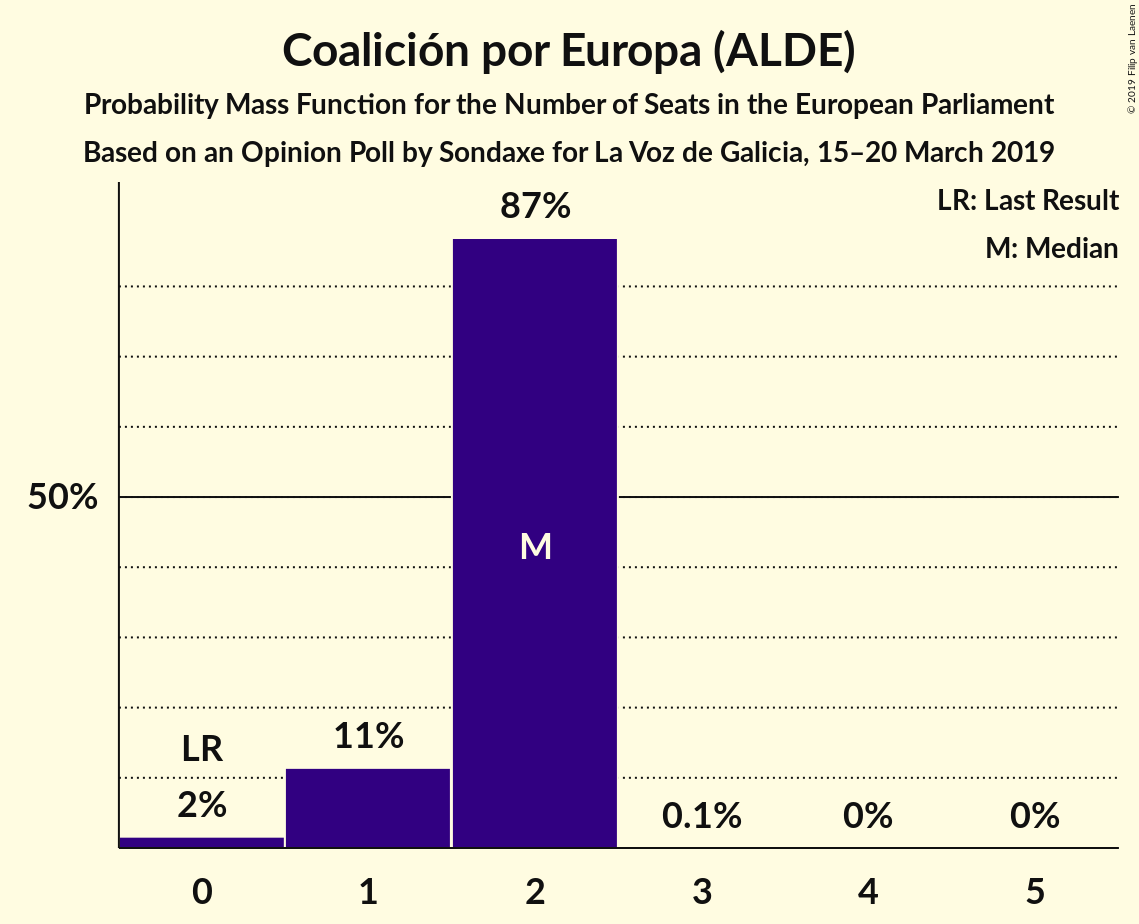 Coalición por Europa (ALDE)
Probability Mass Function for the Number of Seats in the European Parliament
Based on an Opinion Poll by Sondaxe for La Voz de Galicia, 15–20 March 2019
© 2019 Filip van Laenen
LR: Last Result
M: Median
87%
50%
M
LR
11%
2%
0.1%
0%
0%
0
1
2
3
4
5